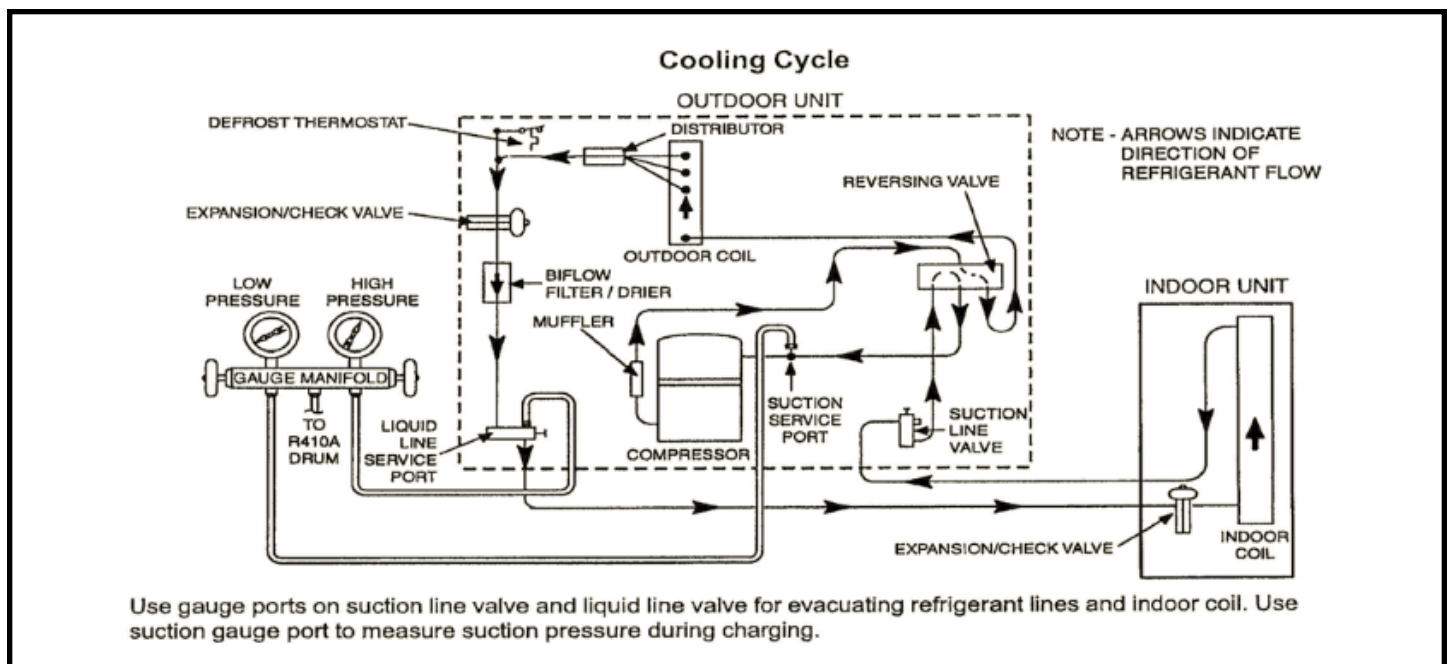 Cooling Cycle
OUTDOOR UNIT
DEFROST THERMOSTAT
DISTRIBUTOR
NOTE - ARROWS INDICATE
DIRECTION OF
REFRIGERANT FLOW
REVERSING VALVE
EXPANSION/CHECK VALVE
OUTDOOR COIL
LOW
PRESSURE
HIGH
PRESSURE
BIFLOW
FILTER / DRIER
MUFFLER
INDOOR UNIT
GAUGE MANIFOLD
TO
R410A
DRUM
LIQUID
LINE
SERVICE
PORT
COMPRESSOR
SUCTION
SERVICE
PORT
SUCTION
LINE
VALVE
EXPANSION/CHECK VALVE
INDOOR
COIL
Use gauge ports on suction line valve and liquid line valve for evacuating refrigerant lines and indoor coil. Use
suction gauge port to measure suction pressure during charging.